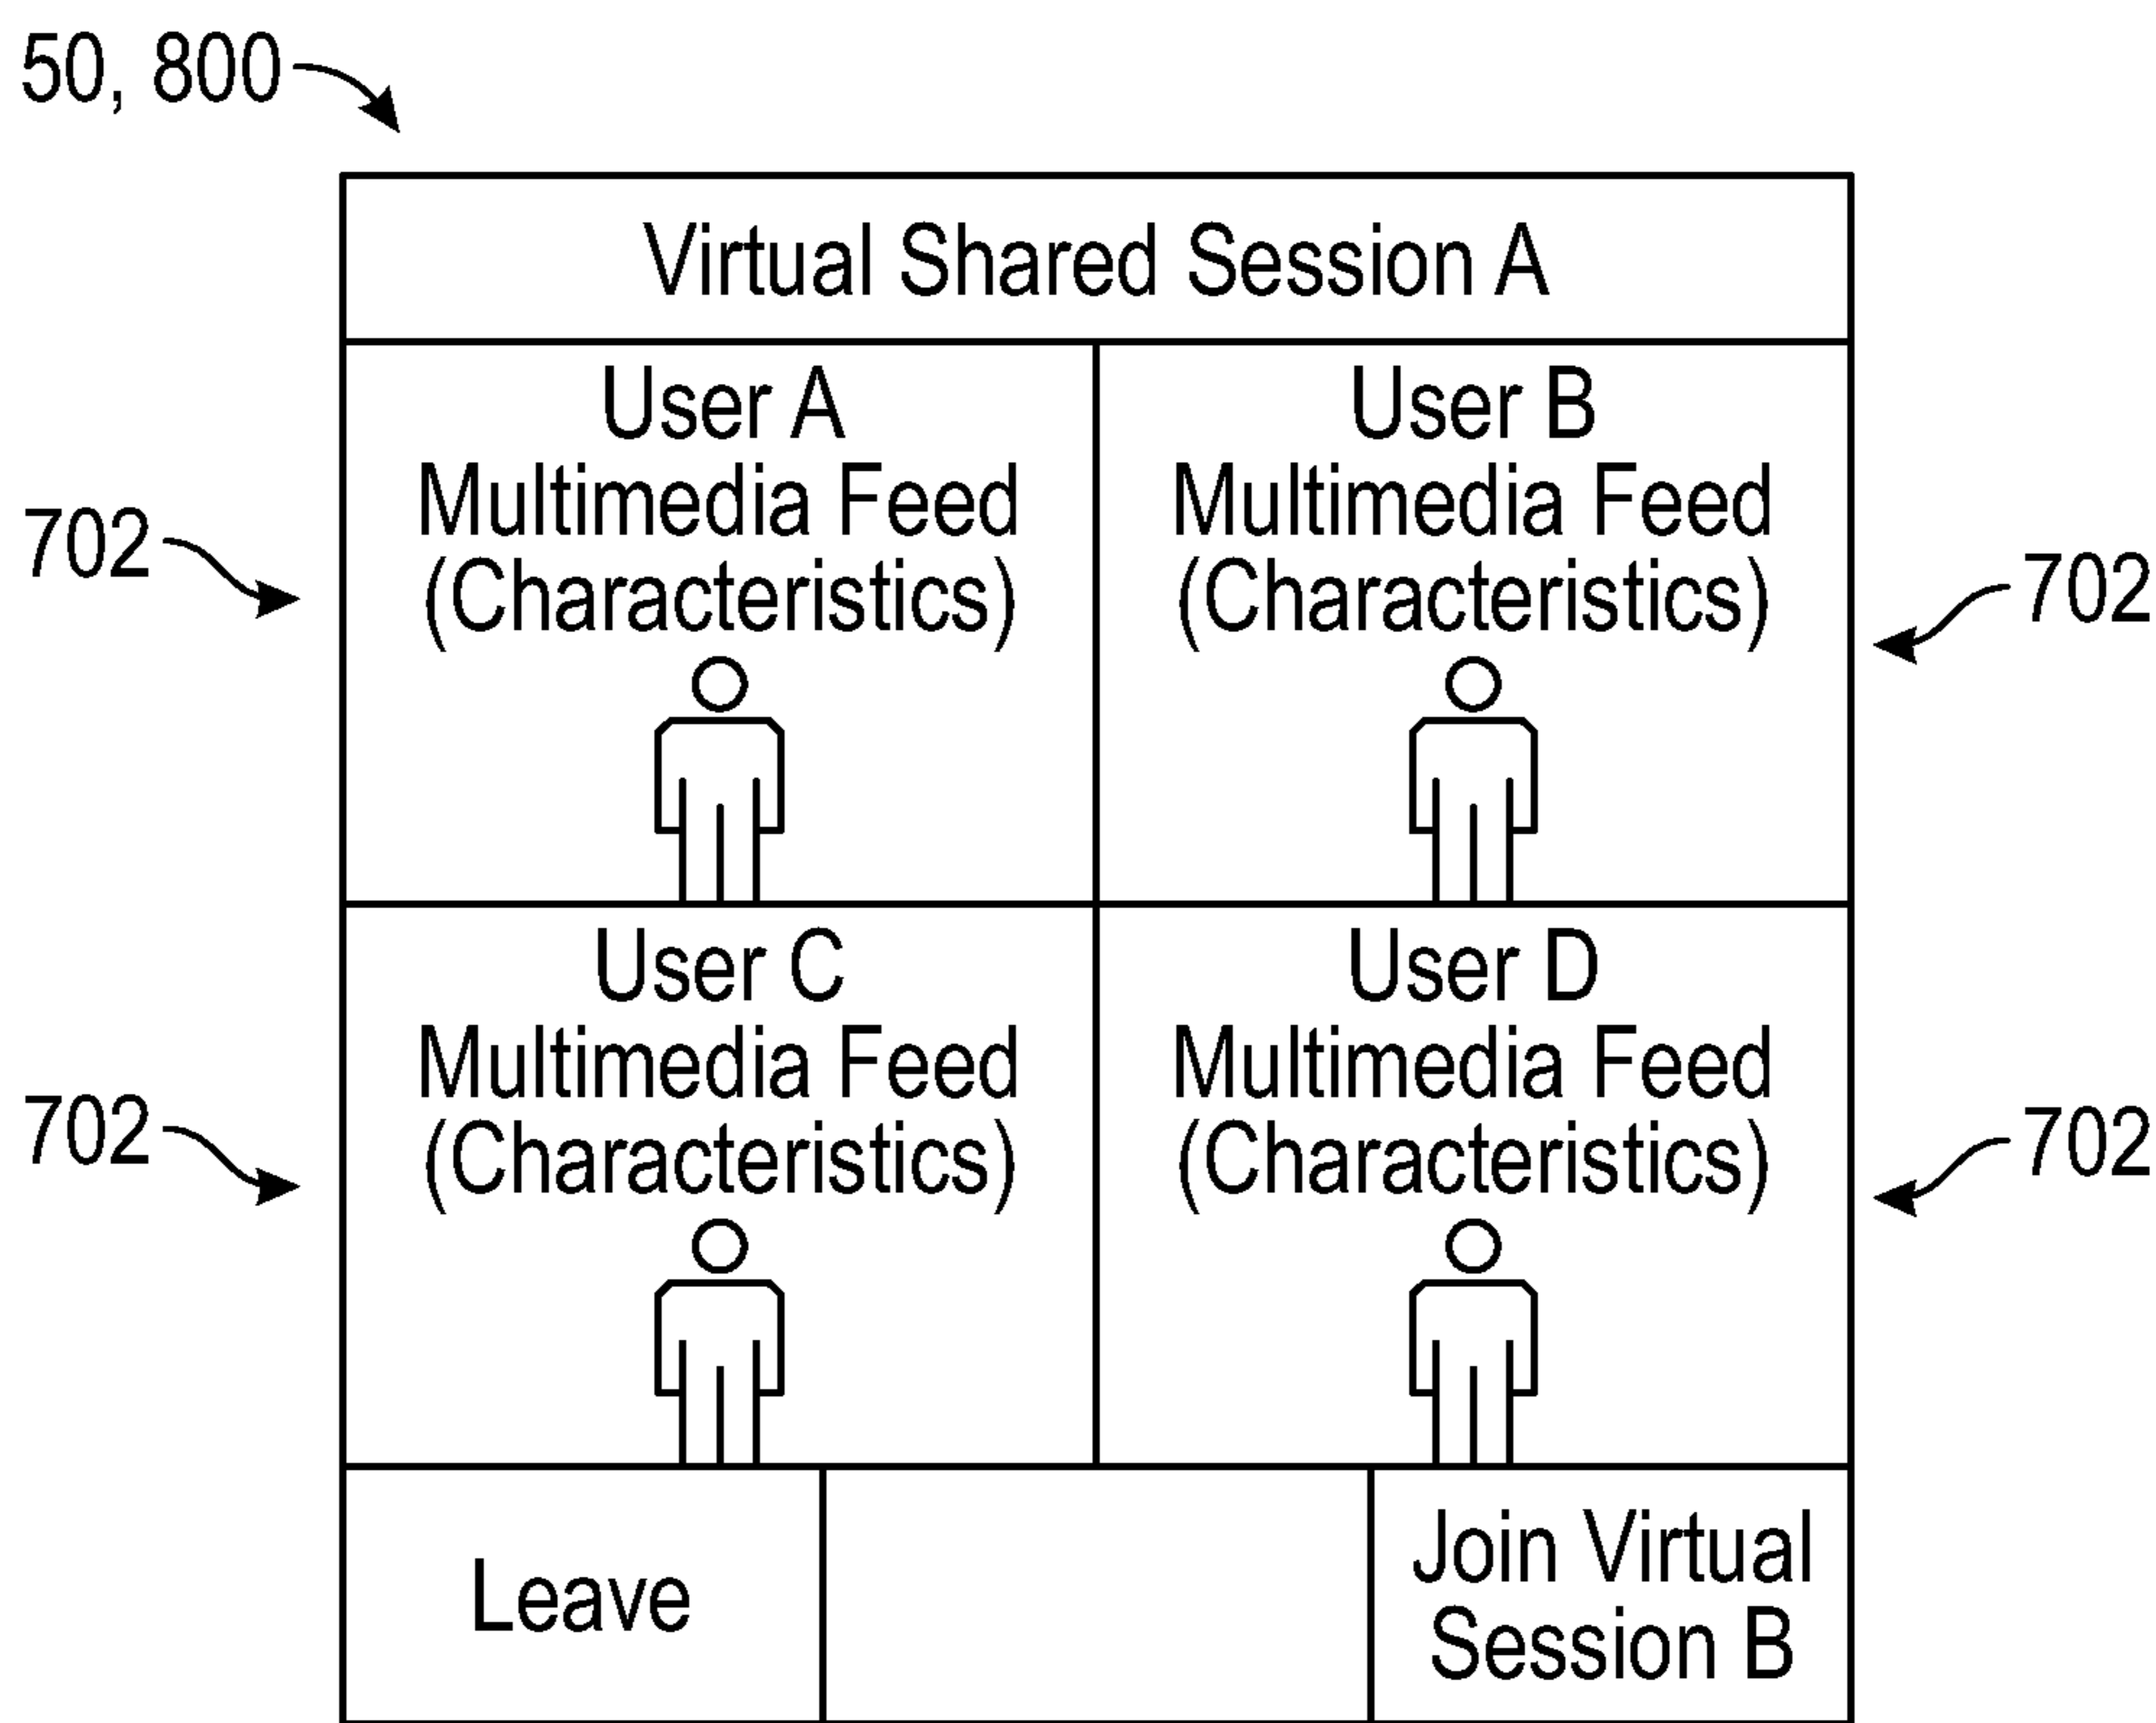 50, 800
Virtual Shared Session A
User A
Multimedia Feed
(Characteristics)
702
User B
Multimedia Feed
(Characteristics)
702
User C
Multimedia Feed
(Characteristics)
702
User D
Multimedia Feed
(Characteristics)
702
Leave
Join Virtual
Session B